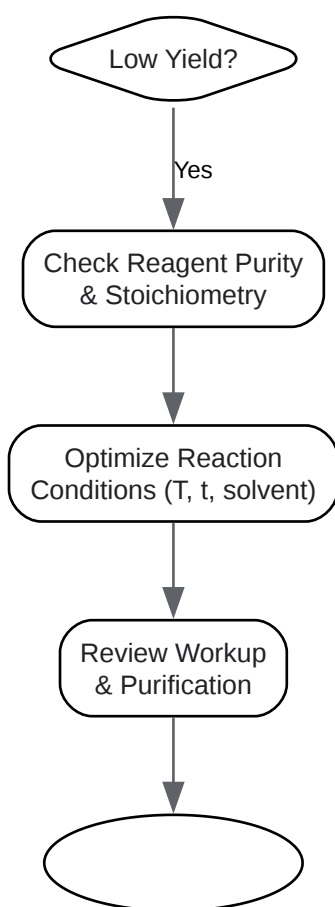 Low Yield?
Yes
Check Reagent Purity
& Stoichiometry
Optimize Reaction
Conditions (T, t, solvent)
Review Workup
& Purification